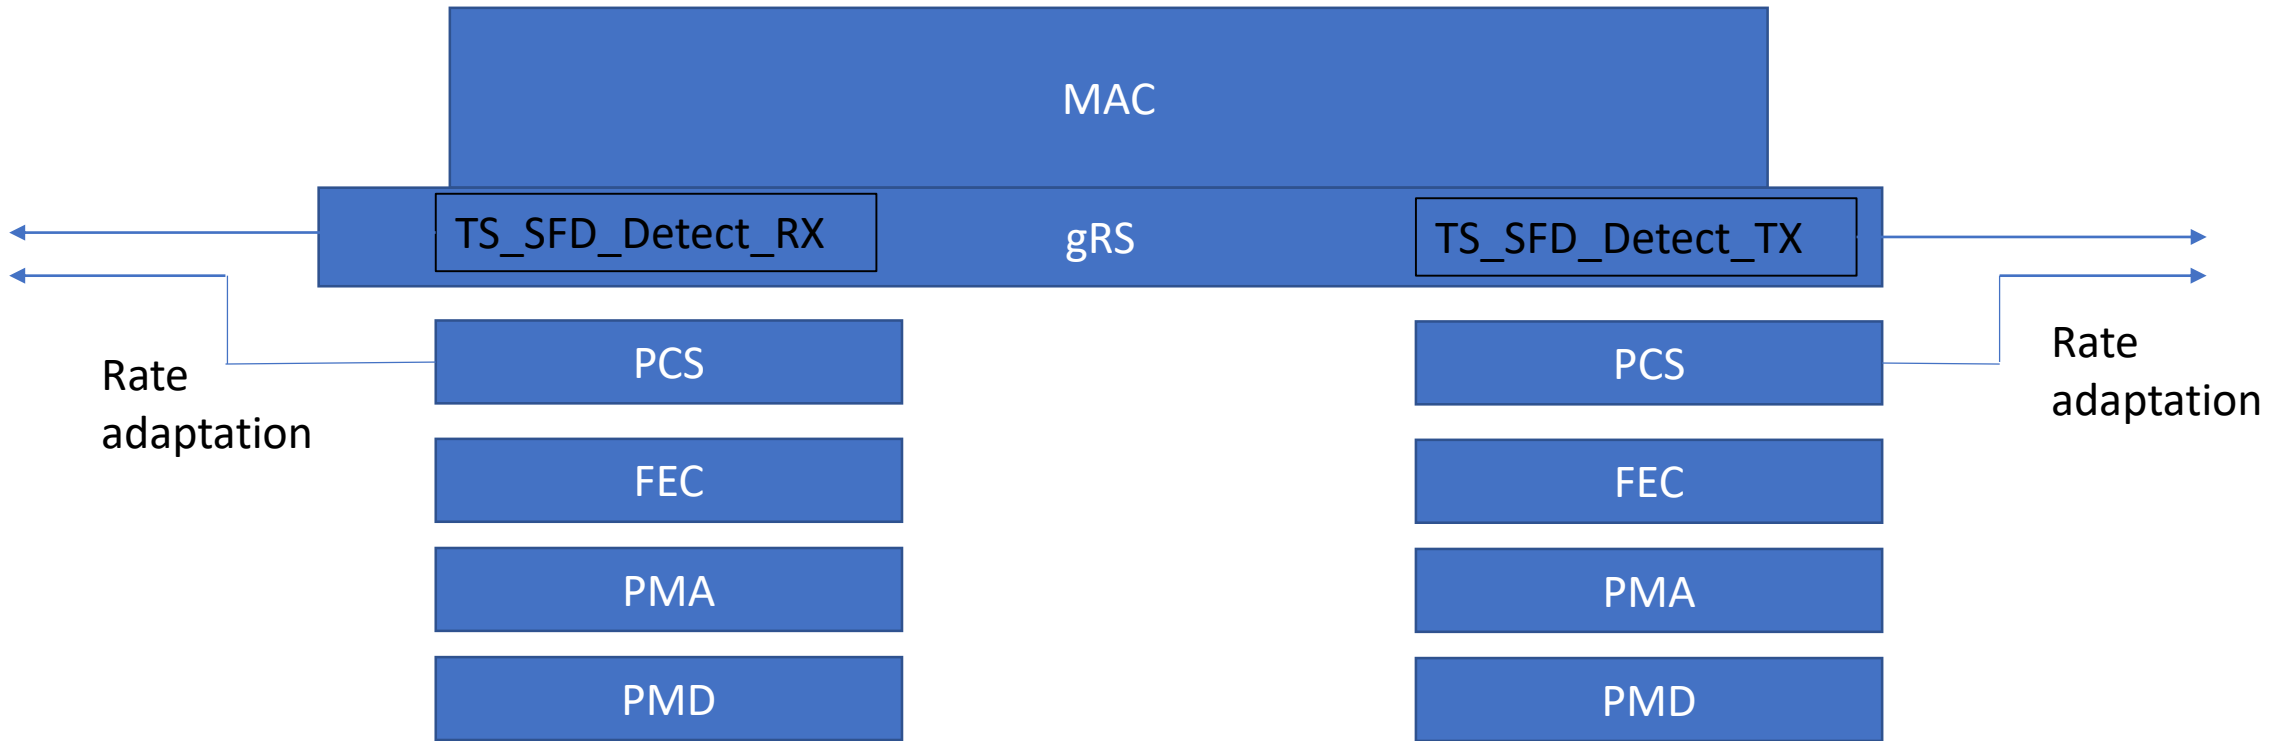 MAC
TS_SFD_Detect_RX
gRS
TS_SFD_Detect_TX
PCS
PCS
Rate
adaptation
Rate
adaptation
FEC
FEC
PMA
PMA
PMD
PMD